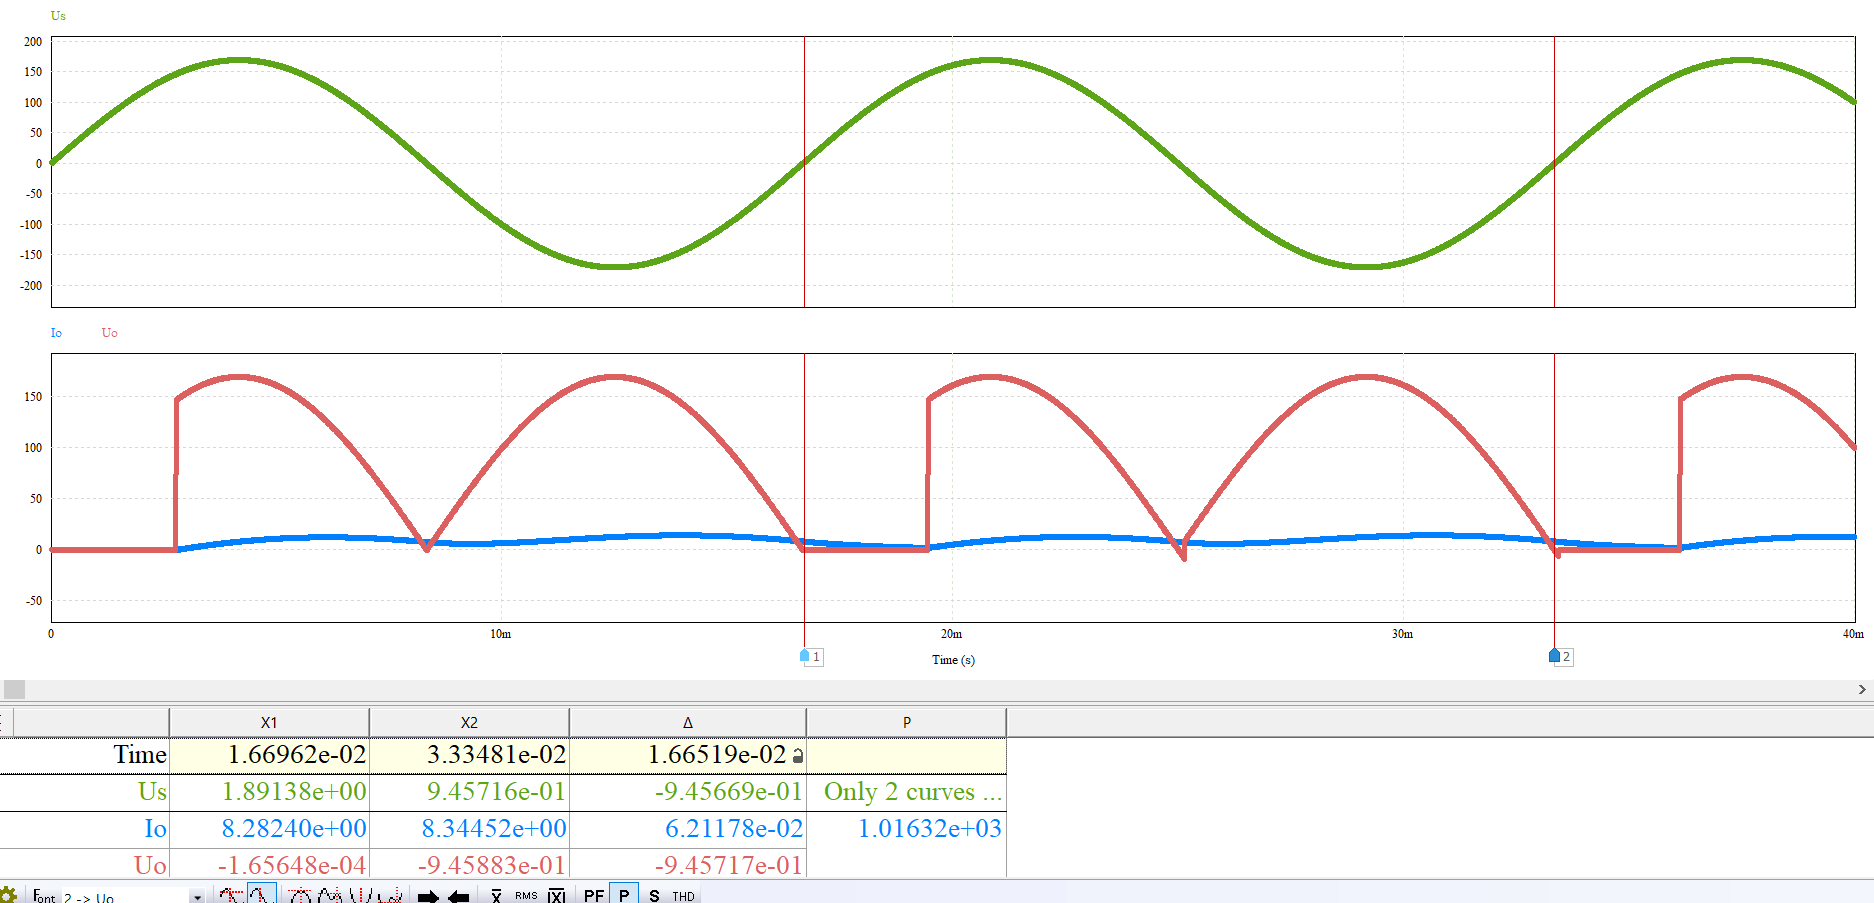 Us
200
150
100
50
0
-50
-100
-150
-200
Io Uo
150
100
50
0
-50
0 10m 20m 30m 40m
1 2
Time (s)
X1 X2 Δ P
Time 1.66962e-02 3.33481e-02 1.66519e-02
Us 1.89138e+00 9.45716e-01 -9.45669e-01 Only 2 curves ...
Io 8.28240e+00 8.34452e+00 6.21178e-02 1.01632e+03
Uo -1.65648e-04 -9.45883e-01 -9.45717e-01
Font 2 -> Uo x RMS |X| PF P S THD